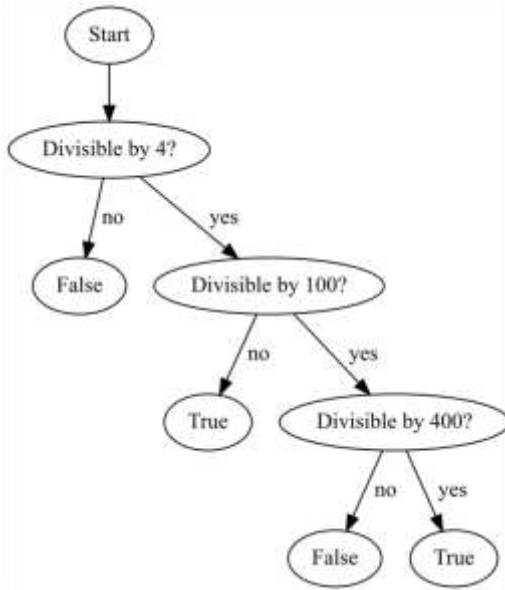 Start
Divisible by 4?
no
yes
False
Divisible by 100?
no
yes
True
Divisible by 400?
no
yes
False
True